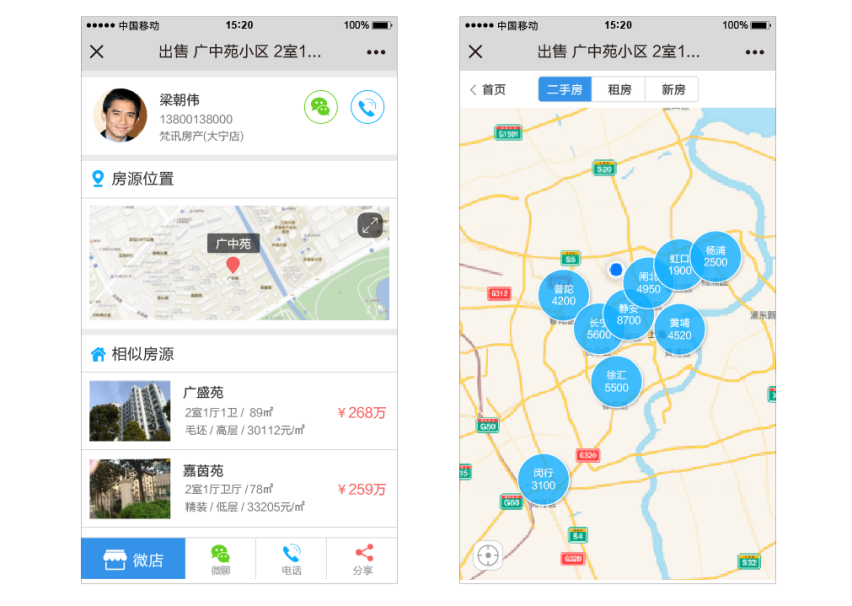 中国移动 15:20 100%
出售 广中苑小区 2室1...
梁朝伟
13800138000
梵讯房产(大宁店)
房源位置
广中苑
相似房源
广盛苑
2室1厅1卫 / 89㎡
毛坯 / 高层 / 30112元/㎡
￥268万
嘉茵苑
2室1厅卫厅 /78㎡
精装 / 低层 / 33205元/㎡
￥259万
微店
微聊
电话
分享
中国移动 15:20 100%
出售 广中苑小区 2室1...
首页
二手房
租房
新房
G1501
S20
S5
G312
杨浦
2500
虹口
1900
闸北
4950
普陀
4200
静安
8700
长宁
5600
黄埔
4520
浦东新
徐汇
5500
G50
G320
15
闵行
3100
G60
S4
G320
S32